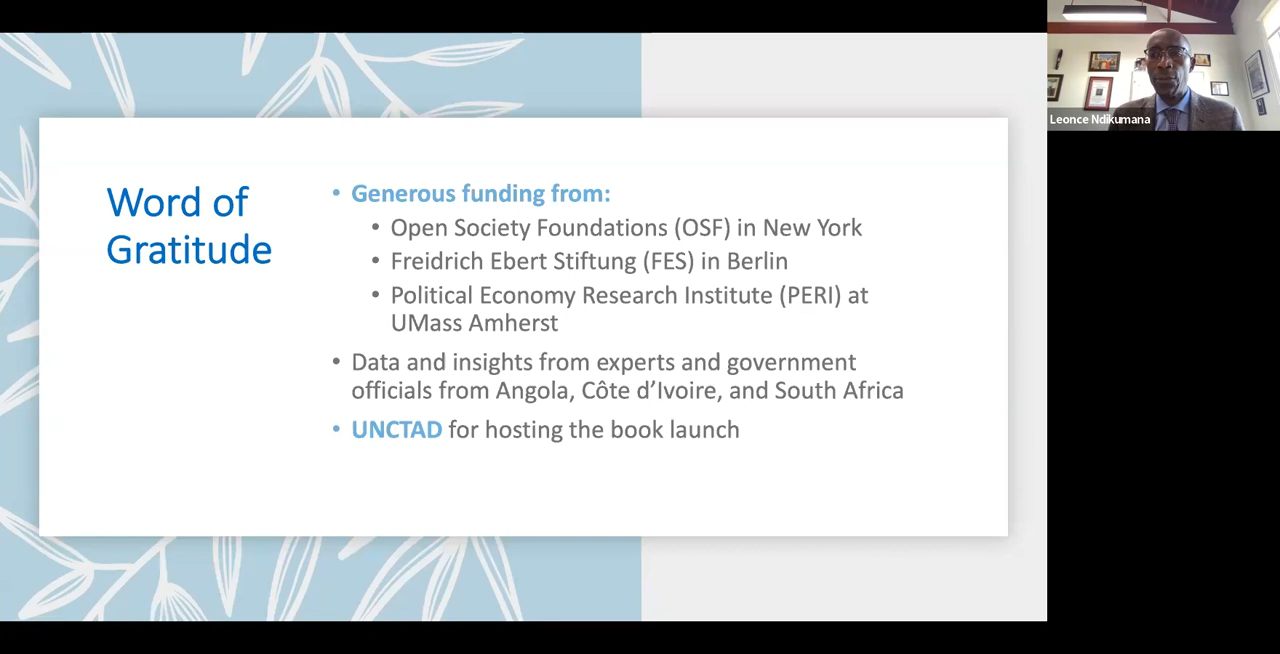 Leonce Ndikumana
Word of
Gratitude
• Generous funding from:
• Open Society Foundations (OSF) in New York
• Freidrich Ebert Stiftung (FES) in Berlin
• Political Economy Research Institute (PERI) at
UMass Amherst
• Data and insights from experts and government
officials from Angola, Côte d’Ivoire, and South Africa
• UNCTAD for hosting the book launch